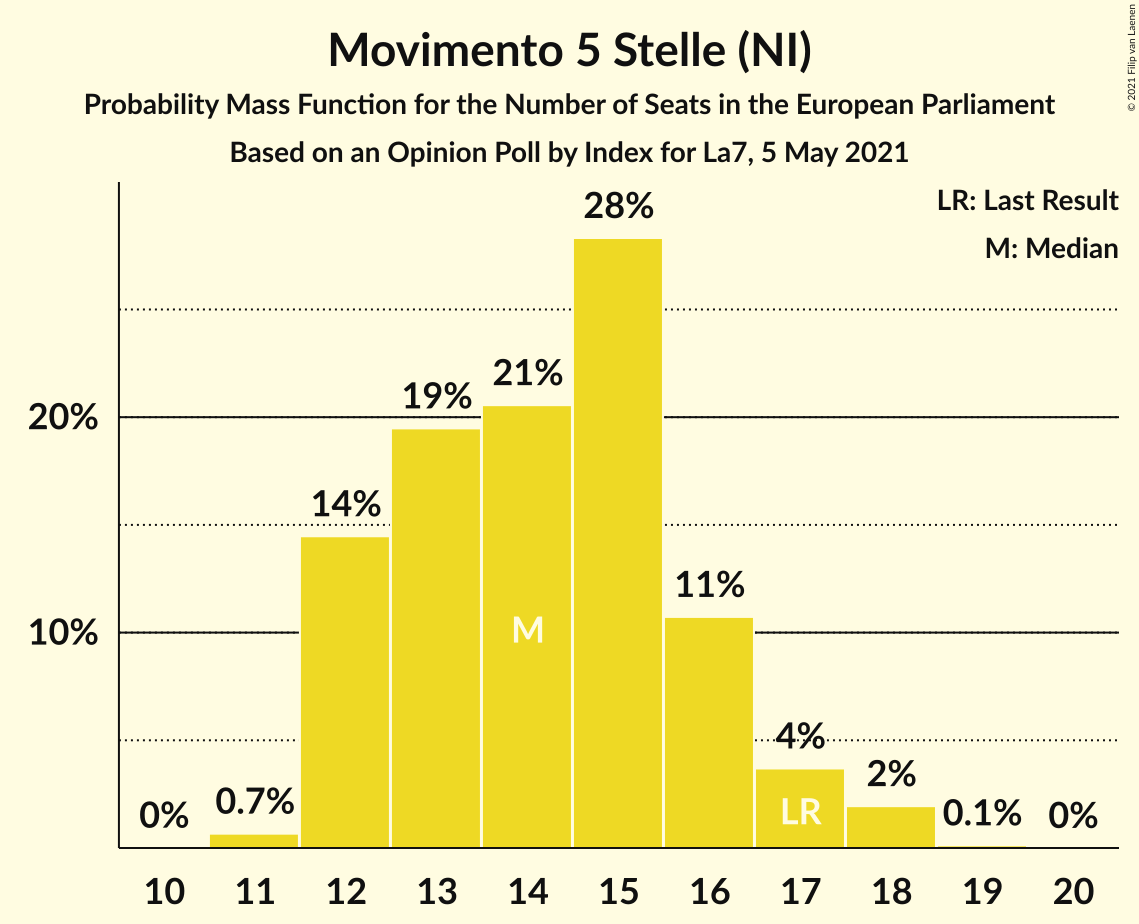 Movimento 5 Stelle (NI)
Probability Mass Function for the Number of Seats in the European Parliament
Based on an Opinion Poll by Index for La7, 5 May 2021
© 2021 Filip van Laenen
LR: Last Result
M: Median
28%
21%
19%
20%
14%
11%
10%
M
4%
2%
0.7%
0%
LR
0.1%
0%
10 11 12 13 14 15 16 17 18 19 20